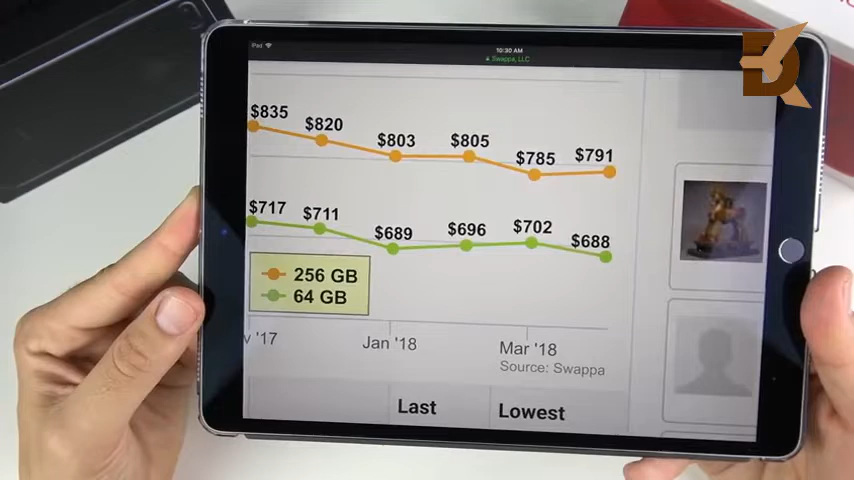 iPad
10:30 AM
Swappa, LLC
$835
$820
$803
$805
$785
$791
$717
$711
$689
$696
$702
$688
256 GB
64 GB
v '17
Jan '18
Mar '18
Source: Swappa
Last
Lowest